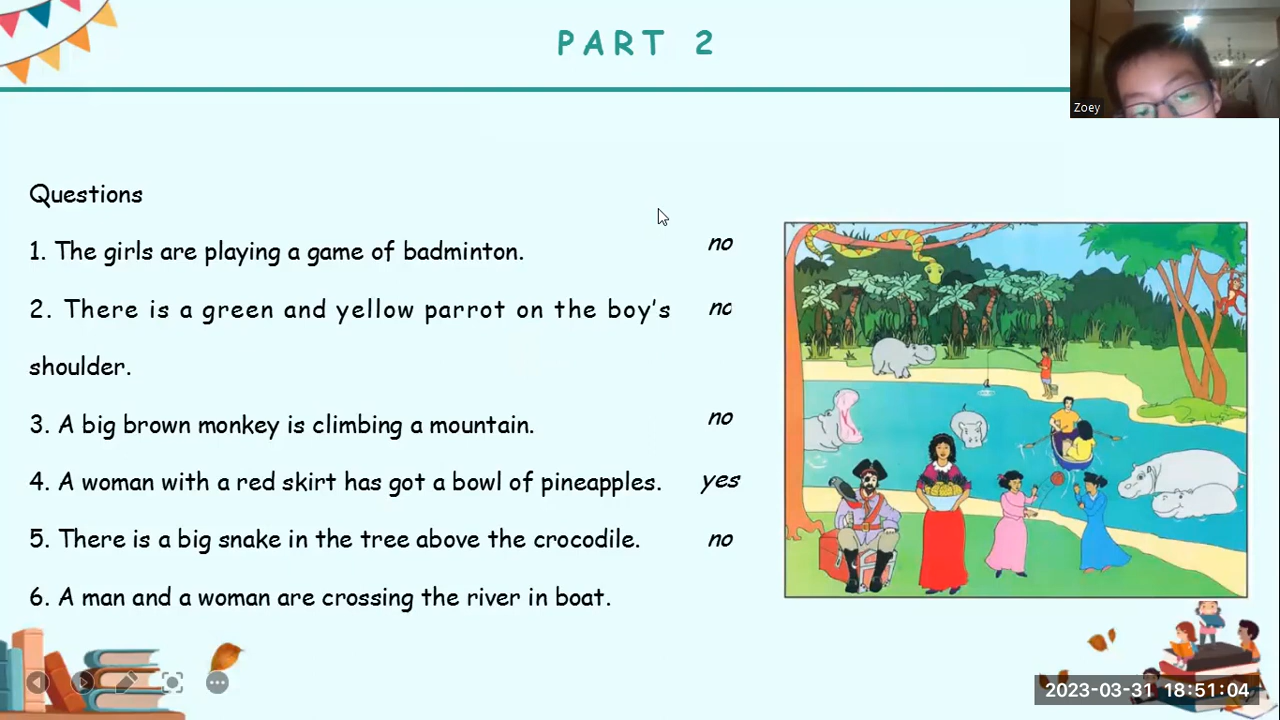 PART 2
Zoey
Questions
1. The girls are playing a game of badminton.
no
2. There is a green and yellow parrot on the boy's
no
shoulder.
3. A big brown monkey is climbing a mountain.
no
4. A woman with a red skirt has got a bowl of pineapples.
yes
5. There is a big snake in the tree above the crocodile.
no
6. A man and a woman are crossing the river in boat.
2023-03-31 18:51:04